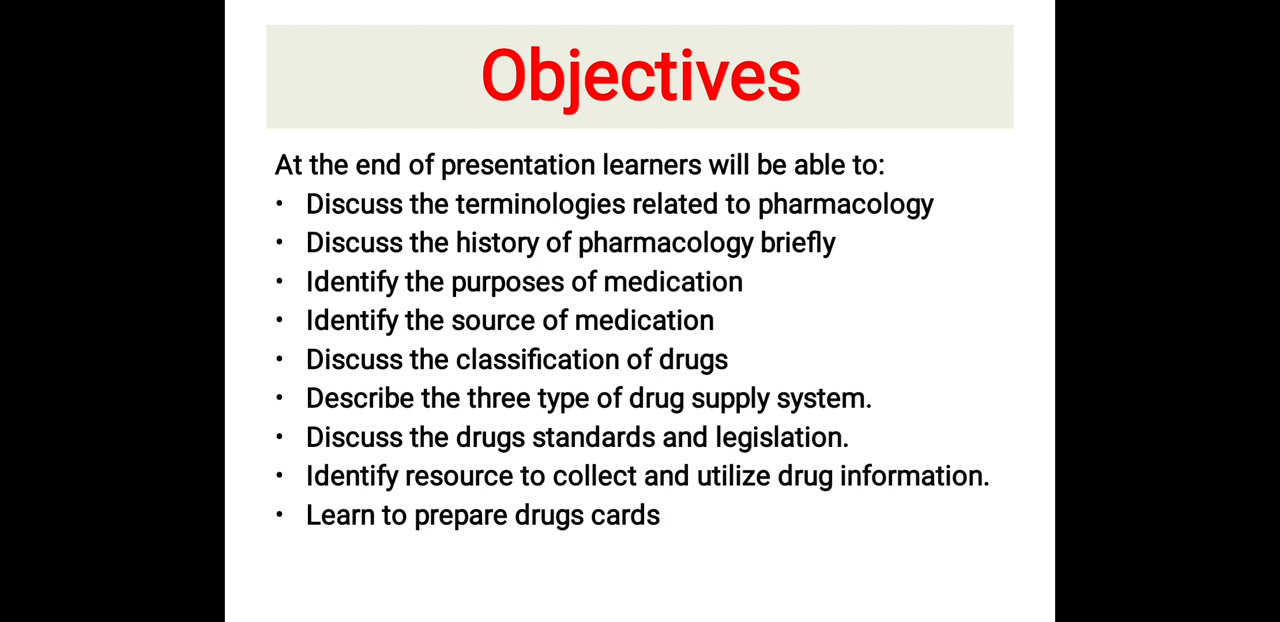 Objectives
At the end of presentation learners will be able to:
• Discuss the terminologies related to pharmacology
• Discuss the history of pharmacology briefly
• Identify the purposes of medication
• Identify the source of medication
• Discuss the classification of drugs
• Describe the three type of drug supply system.
• Discuss the drugs standards and legislation.
• Identify resource to collect and utilize drug information.
• Learn to prepare drugs cards